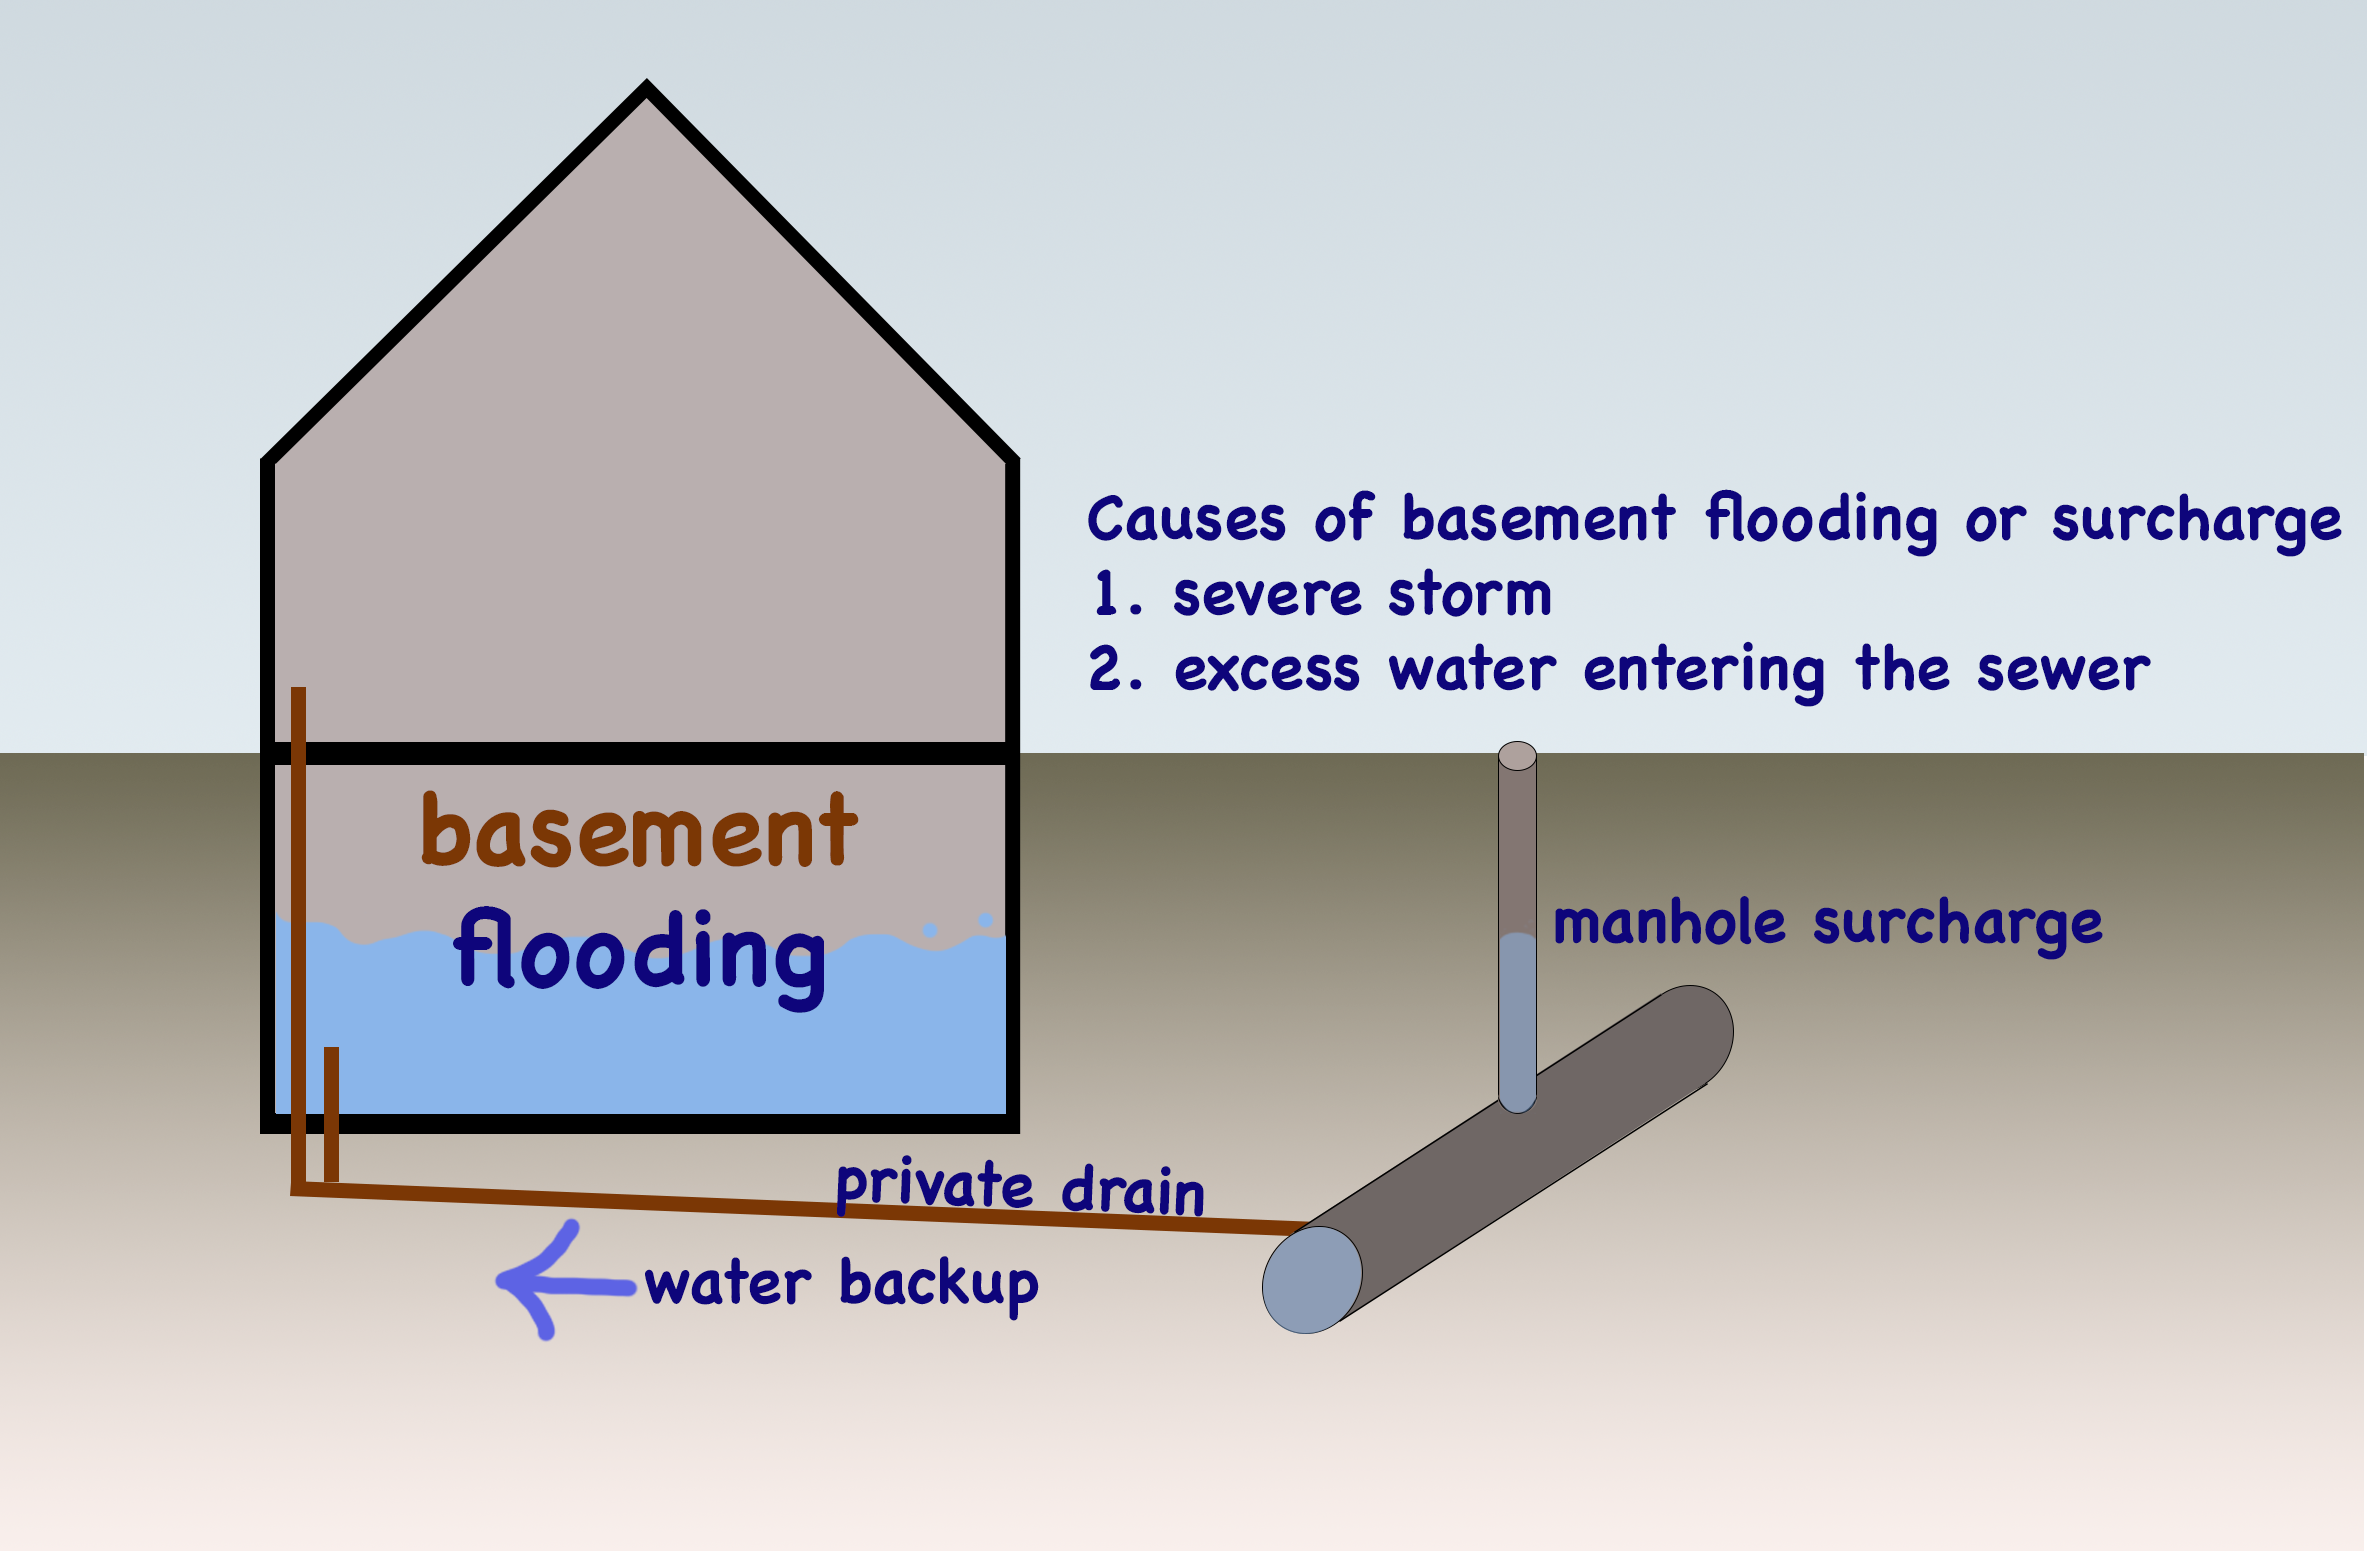 Causes of basement flooding or surcharge
1. severe storm
2. excess water entering the sewer
basement
flooding
manhole surcharge
private drain
water backup